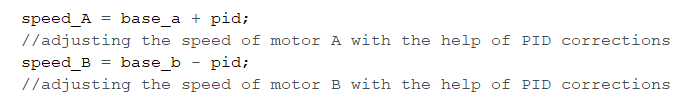 speed_A = base_a + pid;
//adjusting the speed of motor A with the help of PID corrections
speed_B = base_b - pid;
//adjusting the speed of motor B with the help of PID corrections